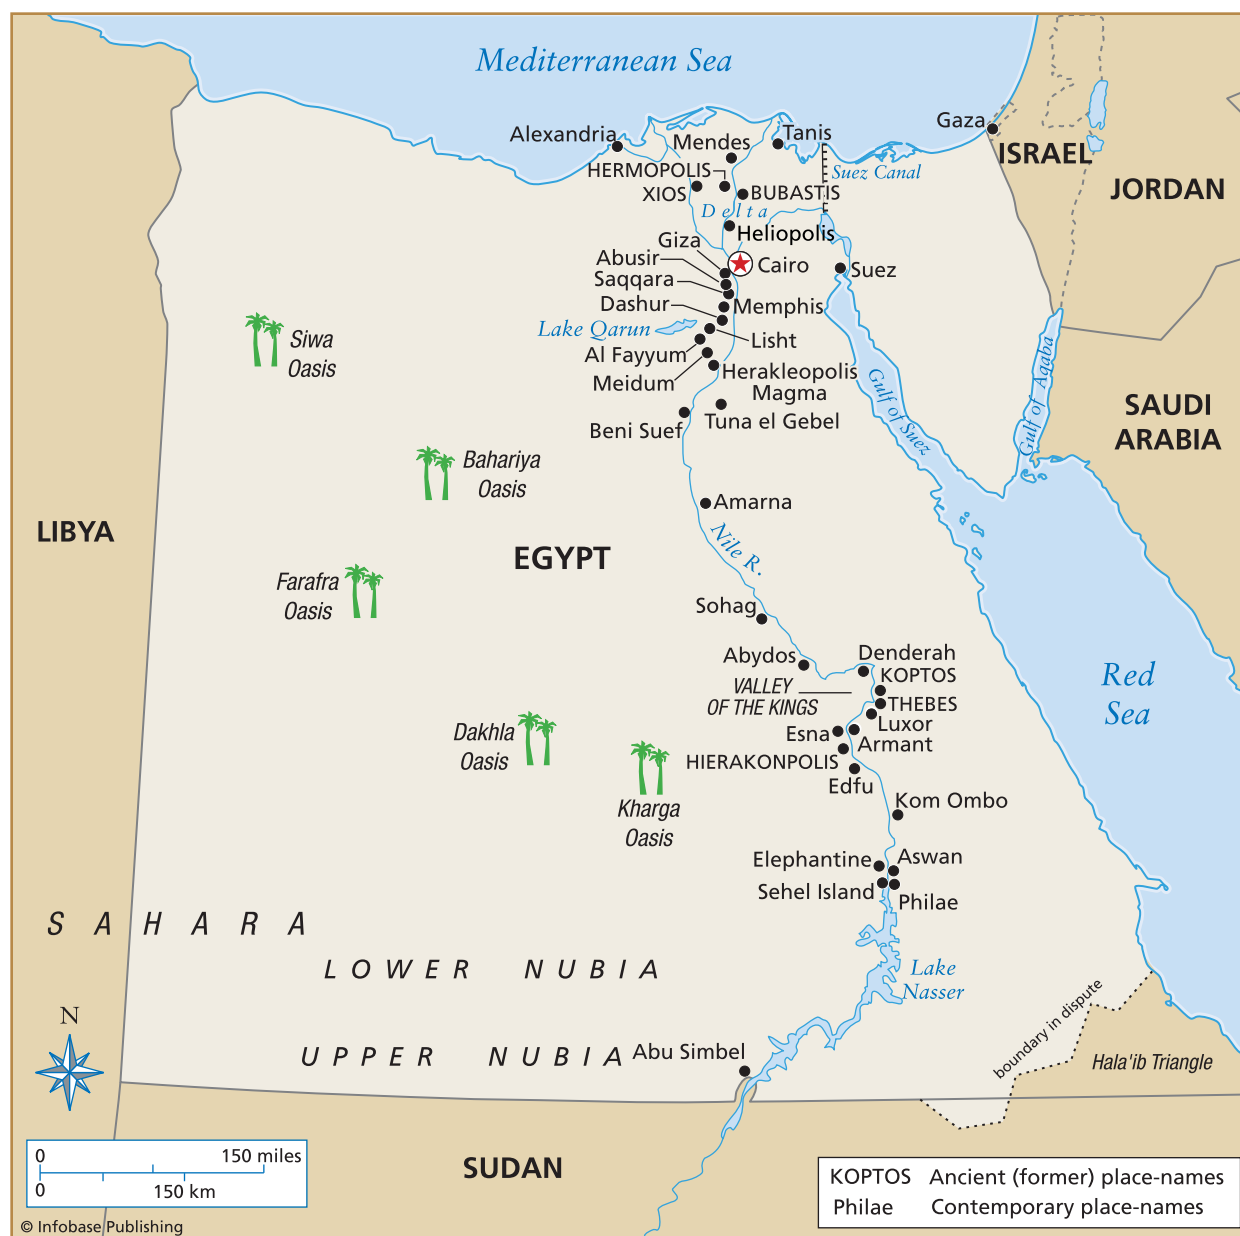 Mediterranean Sea
Alexandria
Mendes
Tanis
Gaza
ISRAEL
JORDAN
HERMOPOLIS
XIOS
BUBASTIS
Suez Canal
Delta
Heliopolis
Giza
Cairo
Suez
Abusir
Saqqara
Dashur
Memphis
Lake Qarun
Lisht
Al Fayyum
Meidum
Herakleopolis
Magma
Tuna el Gebel
Beni Suef
Gulf of Suez
Gulf of Aqaba
SAUDI
ARABIA
Siwa
Oasis
Bahariya
Oasis
LIBYA
EGYPT
Amarna
Nile R.
Farafra
Oasis
Sohag
Abydos
Denderah
KOPTOS
VALLEY
OF THE KINGS
THEBES
Luxor
Esna
Armant
HIERAKONPOLIS
Edfu
Red
Sea
Dakhla
Oasis
Kharga
Oasis
Kom Ombo
Elephantine
Aswan
Sehel Island
Philae
SAHARA
LOWER NUBIA
Lake
Nasser
UPPER NUBIA
Abu Simbel
boundary in dispute
Hala'ib Triangle
N
SUDAN
0
150 miles
0
150 km
KOPTOS Ancient (former) place-names
Philae Contemporary place-names
© Infobase Publishing